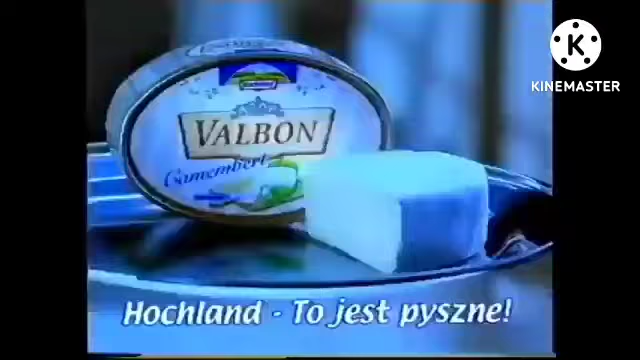 KINEMASTER
VALBON
Camembert
Hochland - To jest pyszne!